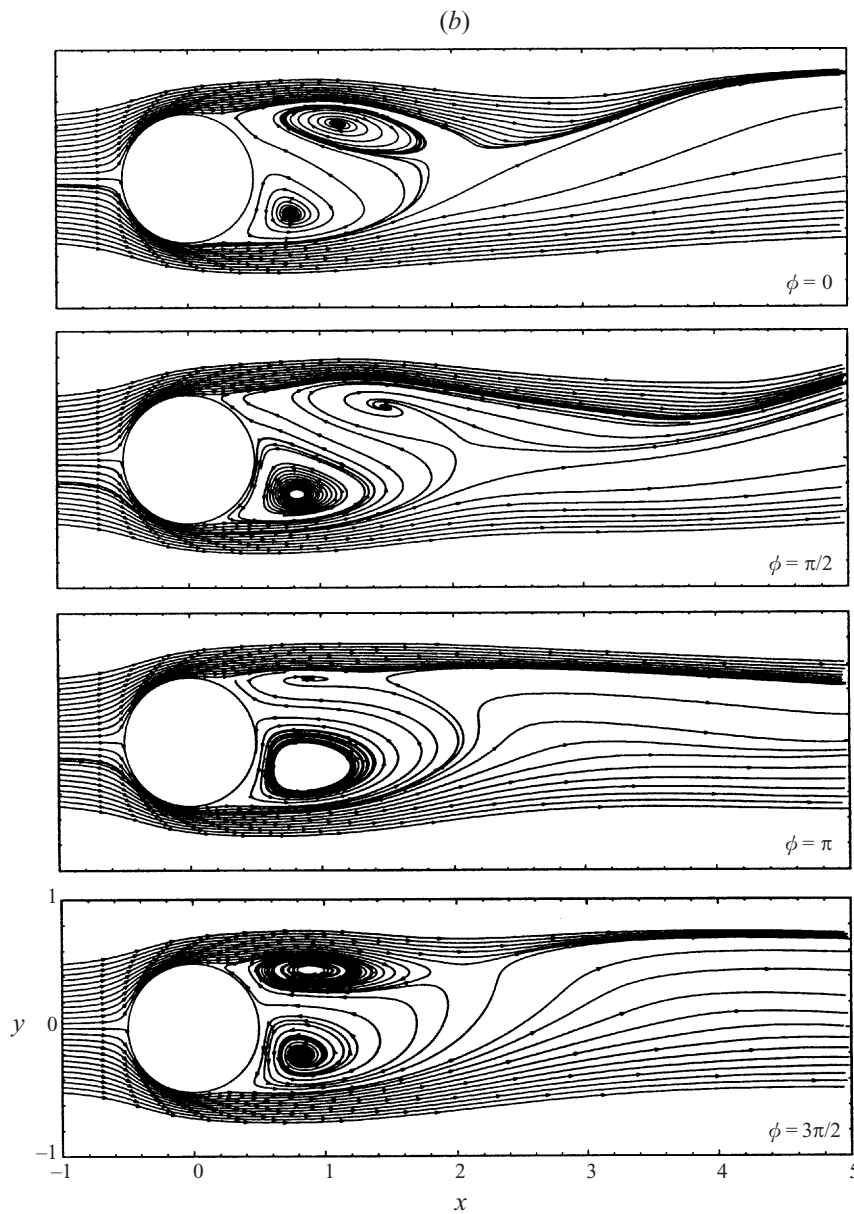 (b)
ϕ = 0
ϕ = π/2
ϕ = π
1
y 0
ϕ = 3π/2
–1
–1 0 1 2 3 4 5
x